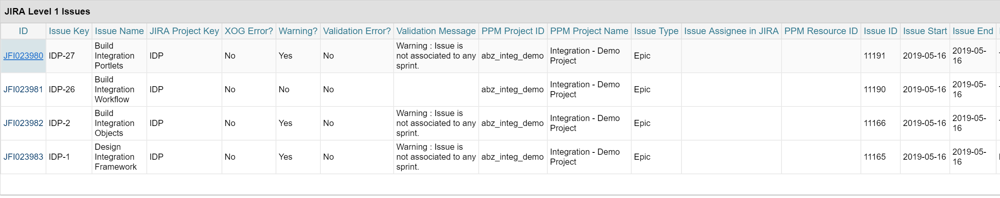 JIRA Level 1 Issues
ID Issue Key Issue Name JIRA Project Key XOG Error? Warning? Validation Error? Validation Message PPM Project ID PPM Project Name Issue Type Issue Assignee in JIRA PPM Resource ID Issue ID Issue Start Issue End
Build Warning : Issue is Integration - Demo 2019-05-
JFI023980 IDP-27 Integration IDP No Yes No not associated to any abz_integ_demo Project Epic 11191 2019-05-16 16
Portlets sprint.
Build Integration - Demo 2019-05-
JFI023981 IDP-26 Integration IDP No No No abz_integ_demo Project Epic 11190 2019-05-16 16
Workflow
Build Warning : Issue is Integration - Demo 2019-05-
JFI023982 IDP-2 Integration IDP No Yes No not associated to any abz_integ_demo Project Epic 11166 2019-05-16 16
Objects sprint.
Design Warning : Issue is Integration - Demo 2019-05-
JFI023983 IDP-1 Integration IDP No Yes No not associated to any abz_integ_demo Project Epic 11165 2019-05-16 16
Framework sprint.